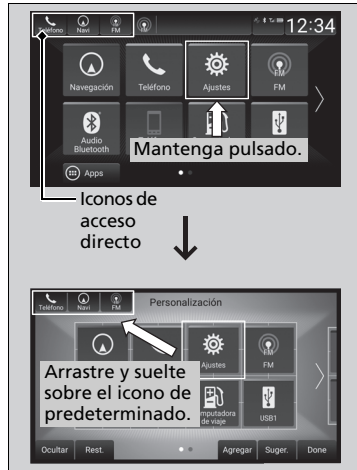 Teléfono Navi FM 12:34
Navegación Teléfono Ajustes FM
Audio Bluetooth
Mantenga pulsado.
Apps
Iconos de acceso directo
Teléfono Navi FM Personalización
Ajustes FM
Arrastre y suelte sobre el icono de predeterminado.
de viaje USB1
Ocultar Rest. Agregar Suger. Done